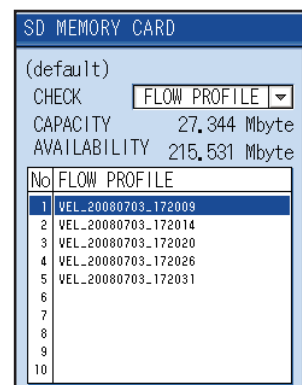 SD MEMORY CARD
(default)
CHECK FLOW PROFILE
CAPACITY 27.344 Mbyte
AVAILABILITY 215.531 Mbyte
No FLOW PROFILE
1 VEL_20080703_172009
2 VEL_20080703_172014
3 VEL_20080703_172020
4 VEL_20080703_172026
5 VEL_20080703_172031
6
7
8
9
10